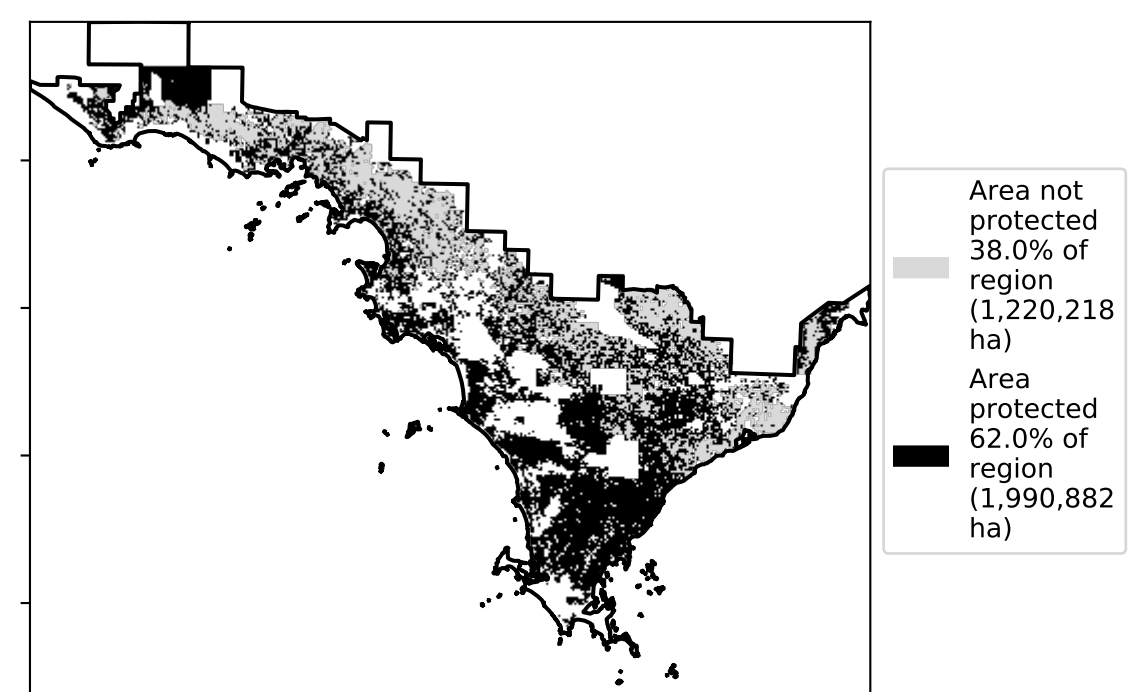 Area not
protected
38.0% of
region
(1,220,218
ha)
Area
protected
62.0% of
region
(1,990,882
ha)